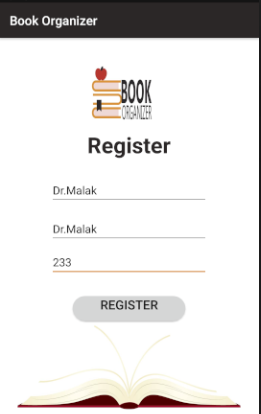 Book Organizer
BOOK
ORGANIZER
Register
Dr.Malak
Dr.Malak
233
REGISTER